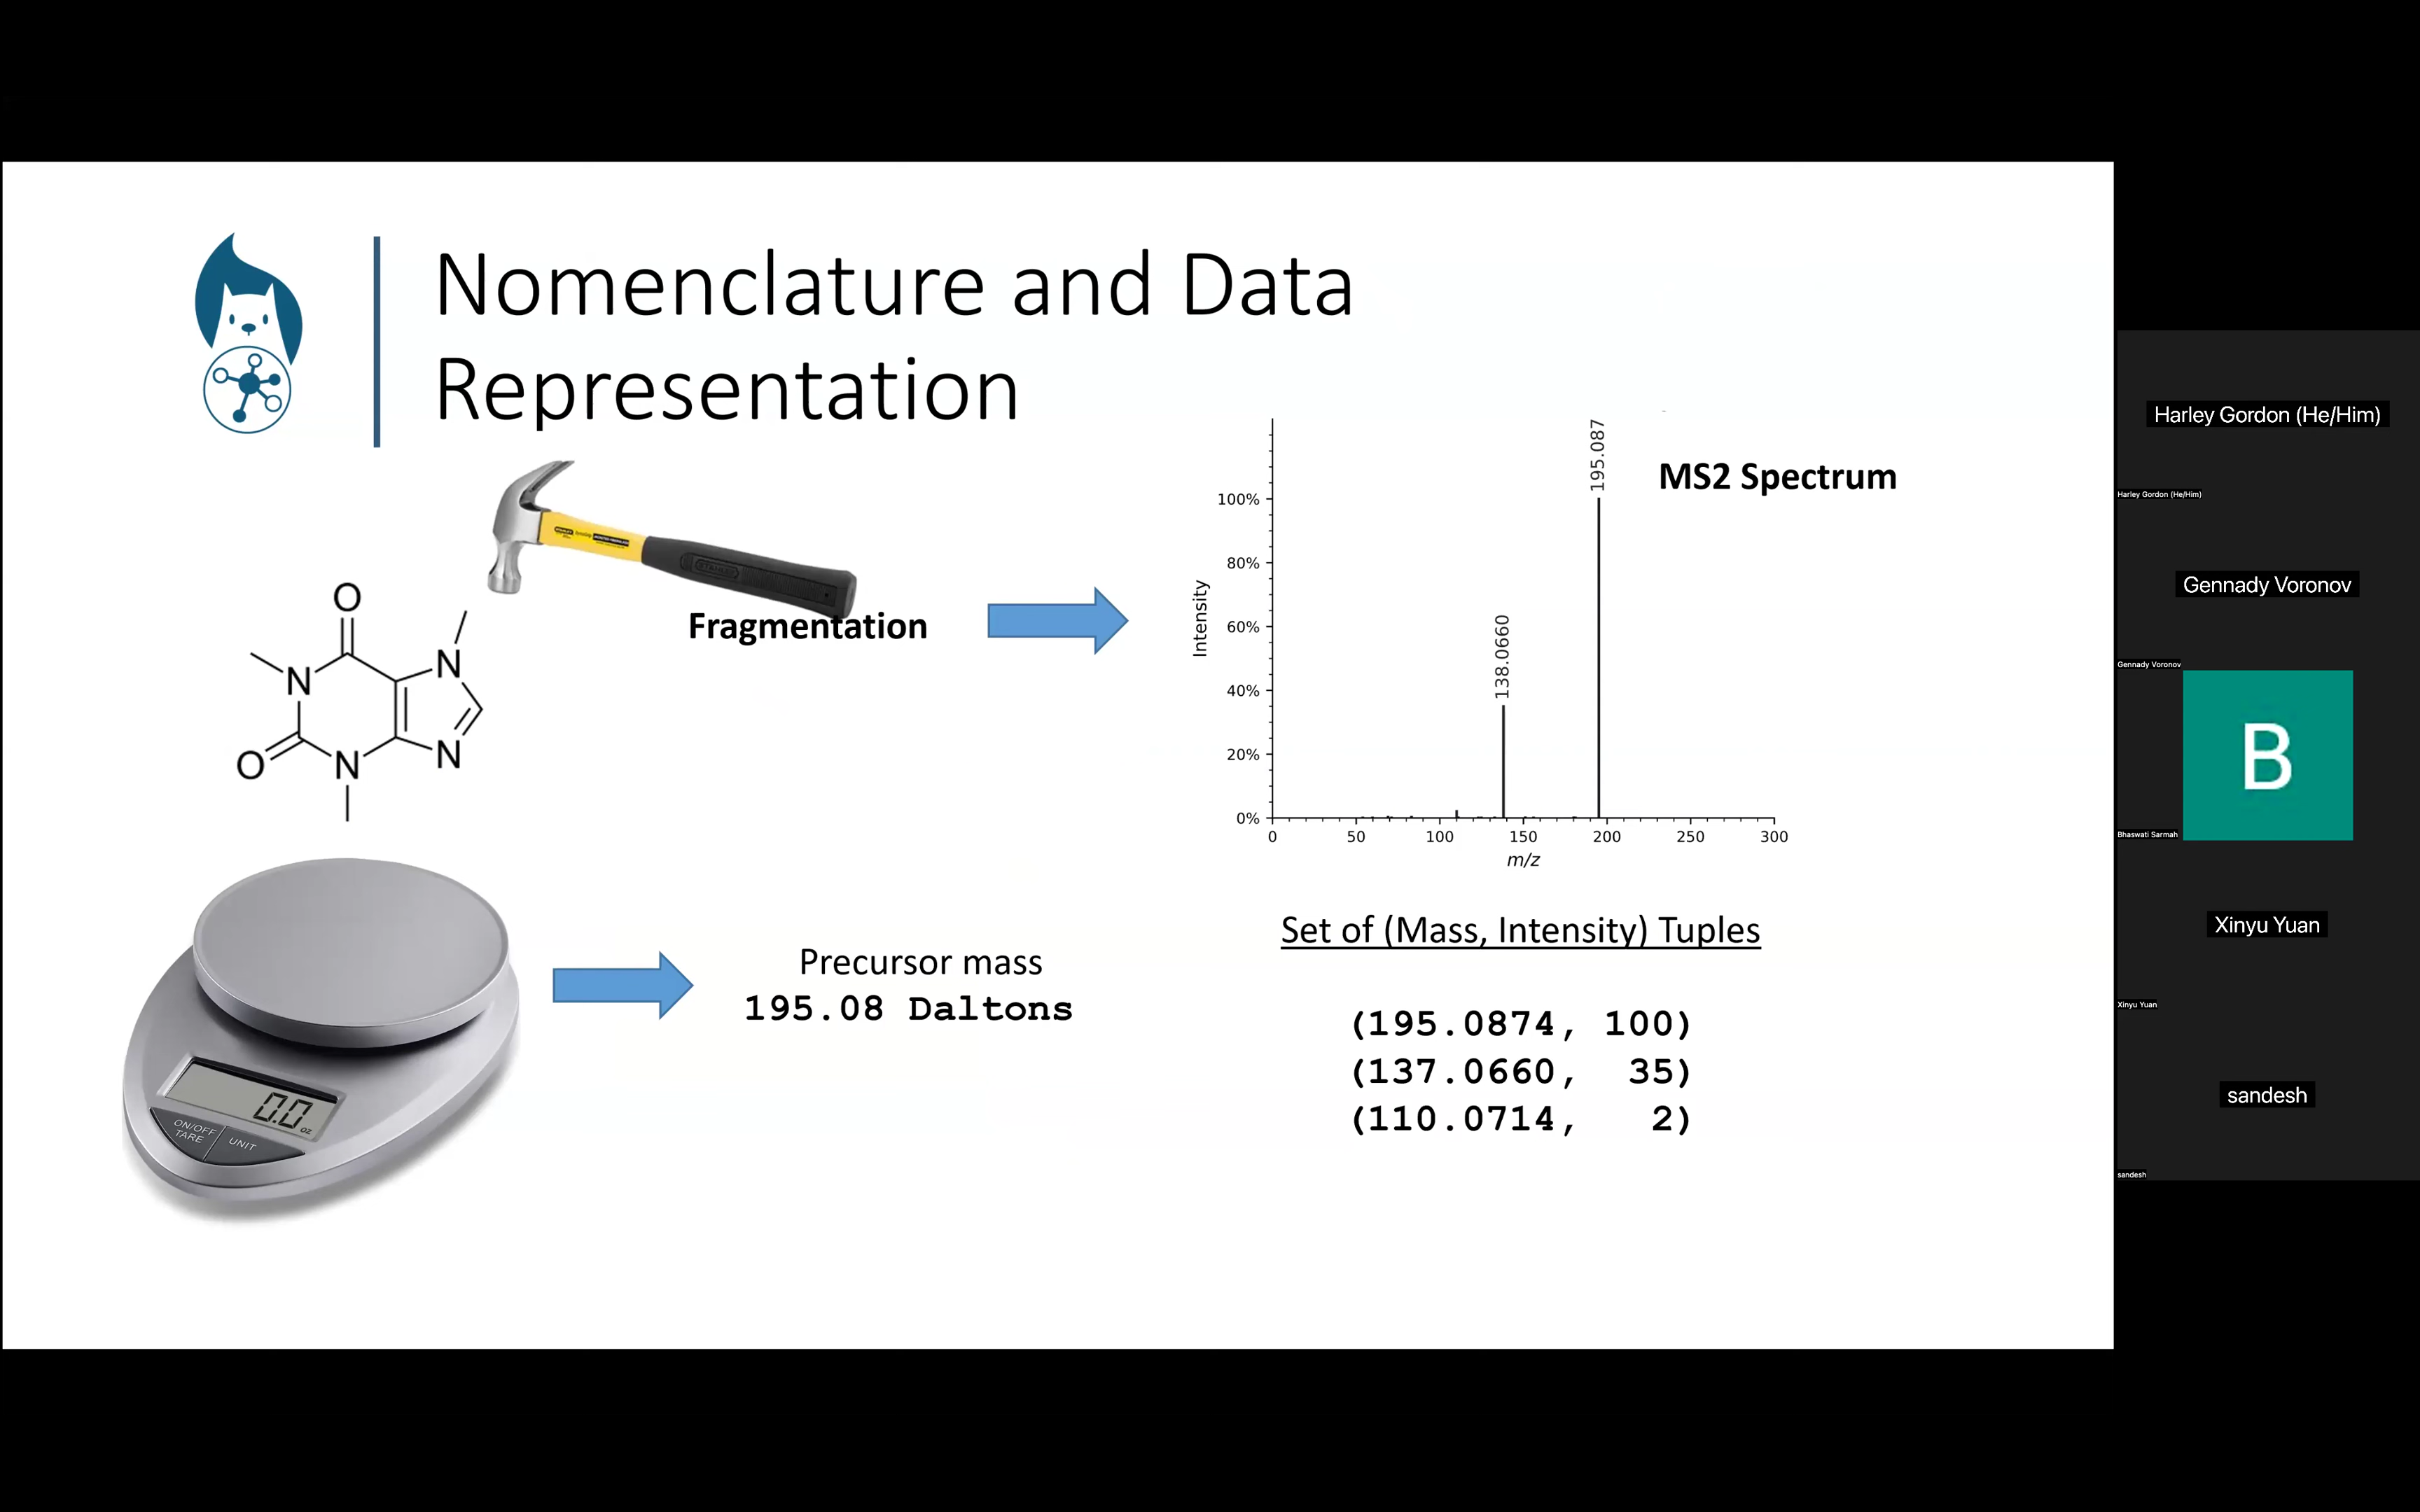 Nomenclature and Data
Representation
195.087
MS2 Spectrum
100%
80%
60%
40%
20%
0%
Intensity
138.0660
0 50 100 150 200 250 300
m/z
Fragmentation
O
N
N
O
N
N
Precursor mass
195.08 Daltons
0.0 oz
ON/OFF
TARE
UNIT
Set of (Mass, Intensity) Tuples
(195.0874, 100)
(137.0660, 35)
(110.0714, 2)
Harley Gordon (He/Him)
Harley Gordon (He/Him)
Gennady Voronov
Gennady Voronov
B
Bhaswati Sarmah
Xinyu Yuan
Xinyu Yuan
sandesh
sandesh